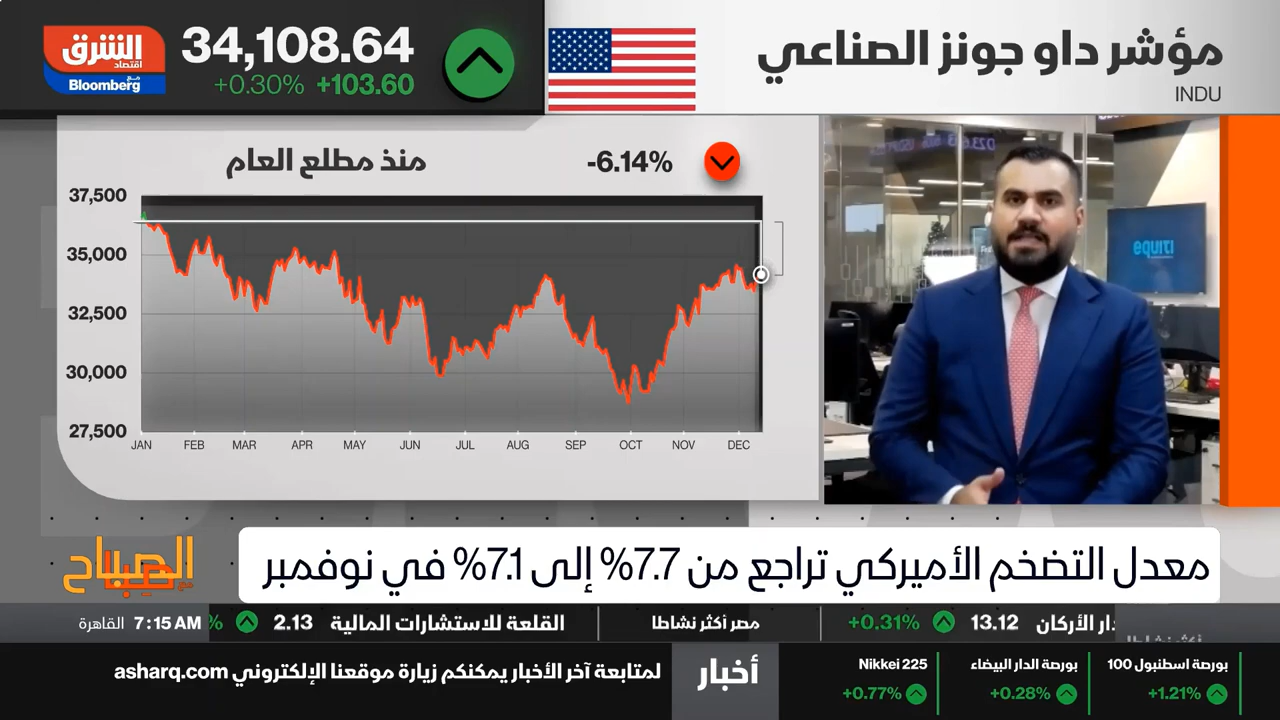 الشرق
اقتصاد
مع
Bloomberg
34,108.64
+0.30% +103.60
مؤشر داو جونز الصناعي
INDU
منذ مطلع العام
-6.14%
37,500
35,000
32,500
30,000
27,500
JAN FEB MAR APR MAY JUN JUL AUG SEP OCT NOV DEC
equiti
الصباح
معدل التضخم الأميركي تراجع من 7.7% إلى 7.1% في نوفمبر
دار الأركان 13.12 +0.31%
مصر أكثر نشاطا
القلعة للاستشارات المالية 2.13 %
7:15 AM القاهرة
بورصة اسطنبول 100
+1.21%
بورصة الدار البيضاء
+0.28%
Nikkei 225
+0.77%
أخبار
لمتابعة آخر الأخبار يمكنكم زيارة موقعنا الإلكتروني asharq.com